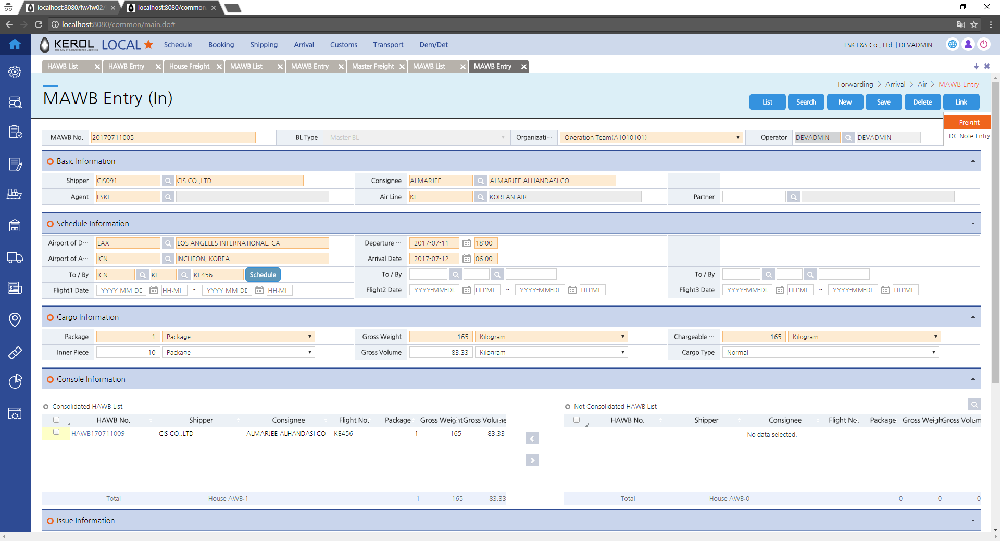 localhost:8080/fw/fw02/
localhost:8080/common
localhost:8080/common/main.do#
KEROL LOCAL
The Key of Convergence Logistics
Schedule Booking Shipping Arrival Customs Transport Dem/Det
FSK L&S Co., Ltd. | DEVADMIN
HAWB List HAWB Entry House Freight MAWB List MAWB Entry Master Freight MAWB List MAWB Entry
Forwarding > Arrival > Air > MAWB Entry
MAWB Entry (In)
List Search New Save Delete Link
Freight
DC Note Entry
MAWB No. 20170711005 BL Type Master BL Organizati··· Operation Team(A1010101) Operator DEVADMIN DEVADMIN
Basic Information
Shipper CIS091 CIS CO.,LTD Consignee ALMARJEE ALMARJEE ALHANDASI CO
Agent FSKL Air Line KE KOREAN AIR Partner
Schedule Information
Airport of D··· LAX LOS ANGELES INTERNATIONAL, CA Departure ··· 2017-07-11 18:00
Airport of A··· ICN INCHEON, KOREA Arrival Date 2017-07-12 06:00
To / By ICN KE KE456 Schedule To / By To / By
Flight1 Date YYYY-MM-DD HH:MI ~ YYYY-MM-DD HH:MI Flight2 Date YYYY-MM-DD HH:MI ~ YYYY-MM-DD HH:MI Flight3 Date YYYY-MM-DD HH:MI ~ YYYY-MM-DD HH:MI
Cargo Information
Package 1 Package Gross Weight 165 Kilogram Chargeable ··· 165 Kilogram
Inner Piece 10 Package Gross Volume 83.33 Kilogram Cargo Type Normal
Console Information
Consolidated HAWB List
HAWB No. Shipper Consignee Flight No. Package Gross Weight Gross Volume
HAWB170711009 CIS CO.,LTD ALMARJEE ALHANDASI CO KE456 1 165 83.33
Total House AWB:1 1 165 83.33
Not Consolidated HAWB List
HAWB No. Shipper Consignee Flight No. Package Gross Weigh Gross Volum
No data selected.
Total House AWB:0 0 0 0
Issue Information